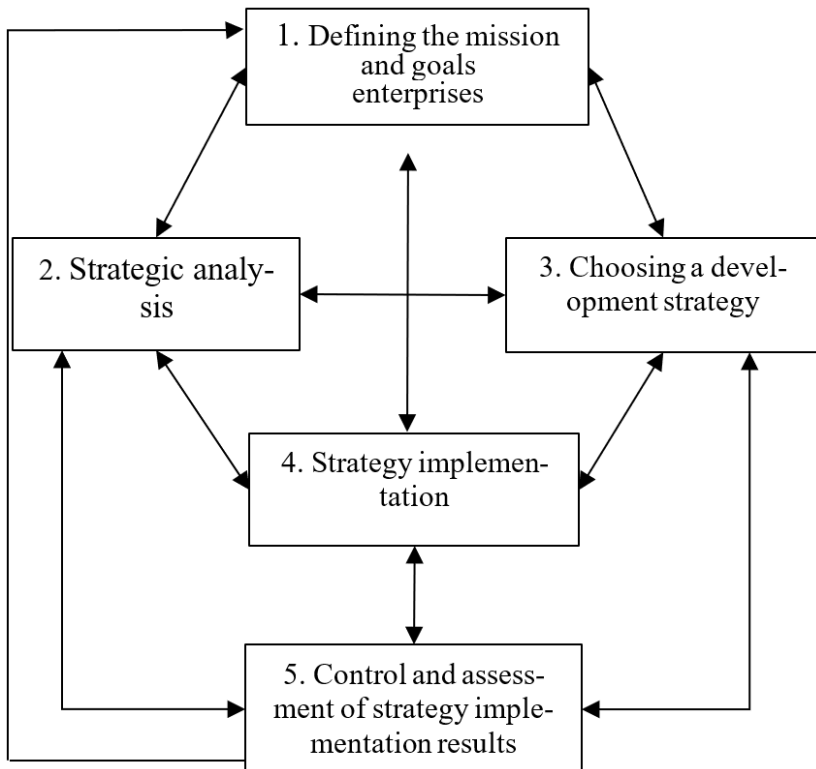 1. Defining the mission
and goals
enterprises
2. Strategic analy-
sis
3. Choosing a devel-
opment strategy
4. Strategy implemen-
tation
5. Control and assess-
ment of strategy imple-
mentation results